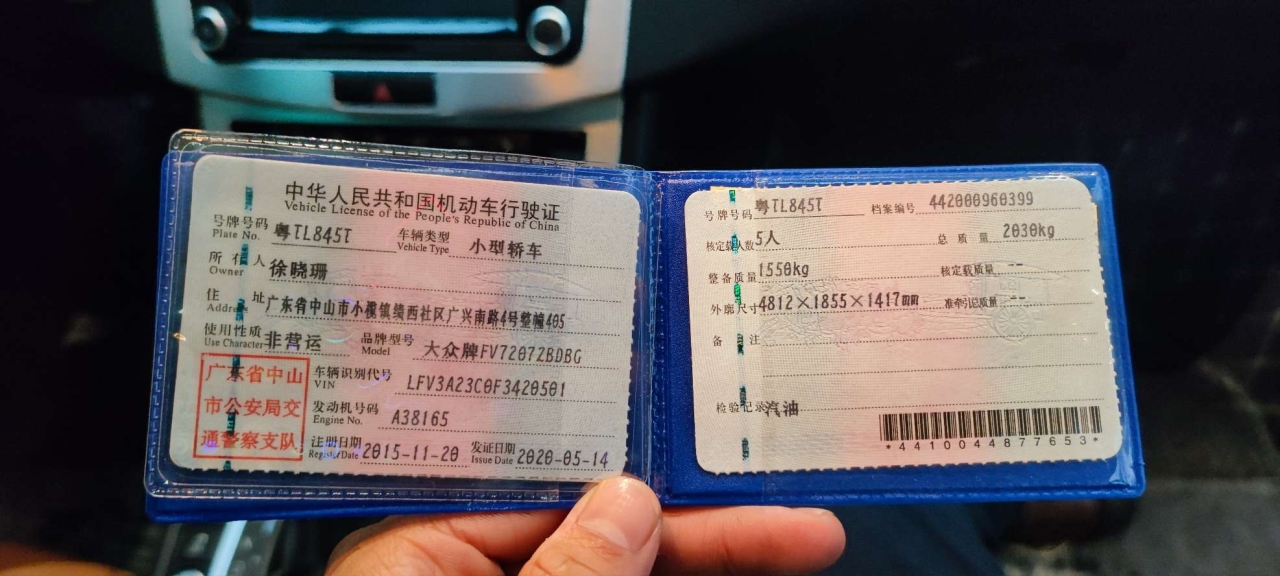 中华人民共和国机动车行驶证
Vehicle License of the People's Republic of China
号牌号码 粤TL845T 车辆类型 小型轿车
Plate No. Vehicle Type
所有人 徐晓珊
Owner
住址 广东省中山市小榄镇绩西社区广兴南路4号整幢405
Address
使用性质 非营运 品牌型号 大众牌FV72072BDBG
Use Character Model
广东省中山
市公安局交
通警察支队
车辆识别代号 LFV3A23C0F3420501
VIN
发动机号码 A38165
Engine No.
注册日期 2015-11-20 发证日期 2020-05-14
Register Date Issue Date
号牌号码 粤TL845T 档案编号 442000960399
核定载人数 5人 总质量 2030kg
整备质量 1550kg 核定载质量 --
外廓尺寸 4812×1855×1417mm 准牵引总质量 --
备注
检验记录 汽油
*4410044877653*